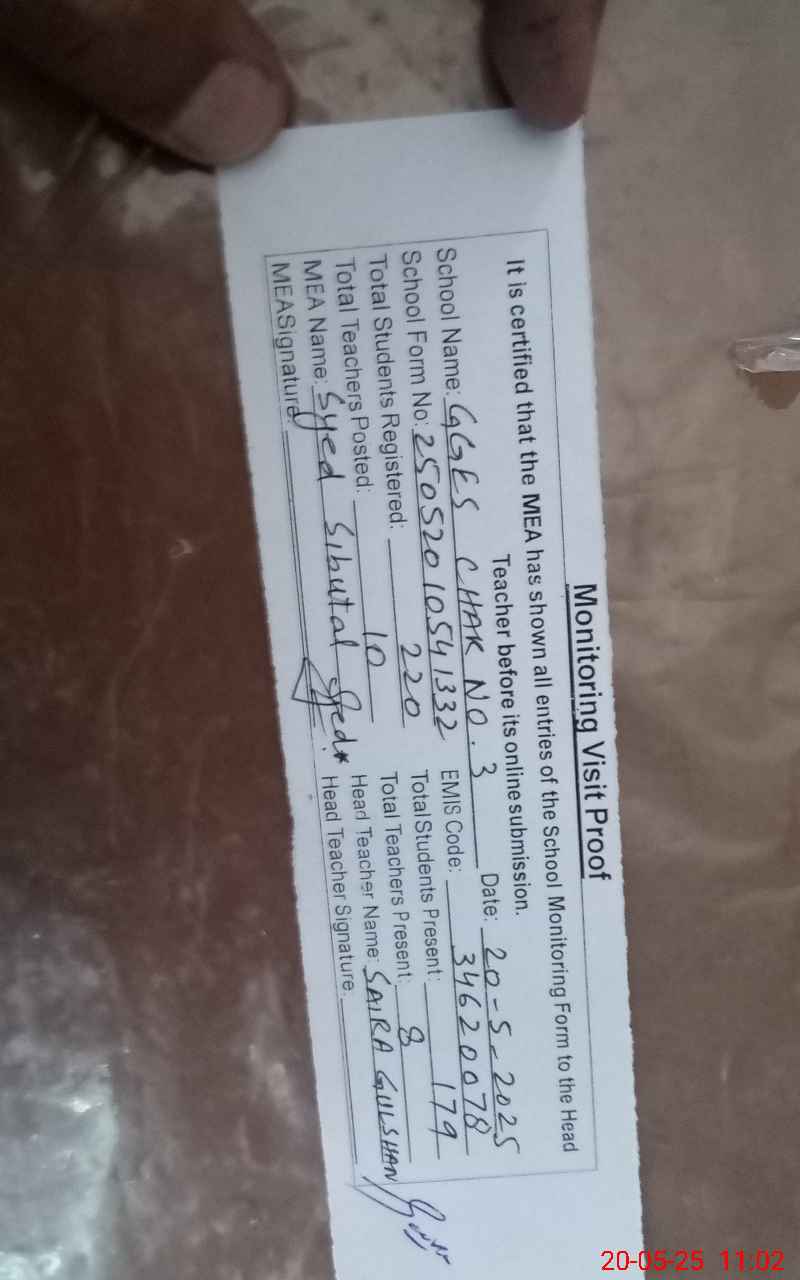 Monitoring Visit Proof
It is certified that the MEA has shown all entries of the School Monitoring Form to the Head
Teacher before its online submission.
School Name: GGES CHAK NO. 3 Date: 20-5-2025
School Form No: 25052010541332 EMIS Code: 34620078
Total Students Registered: 220 Total Students Present: 179
Total Teachers Posted: 10 Total Teachers Present: 8
MEA Name: Syed Sibutal Head Teacher Name: SAIRA GULSHAN
MEASignature: Head Teacher Signature:
20-05-25 11:02